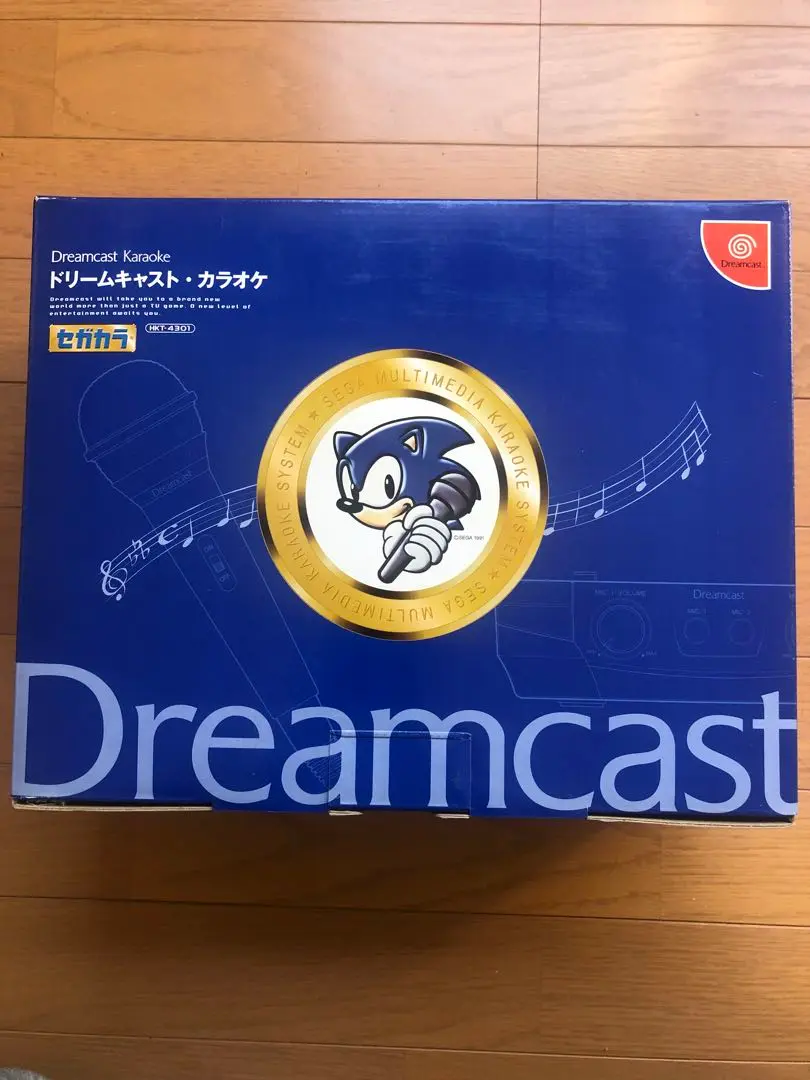 Dreamcast Karaoke
ドリームキャスト・カラオケ
Dreamcast will take you to a brand new
world more than just a TV game. A new level of
entertainment awaits you.
セガカラ HKT-4301
Dreamcast
SEGA MULTIMEDIA KARAOKE SYSTEM ★ SEGA MULTIMEDIA KARAOKE SYSTEM ★
©SEGA 1991
Dreamcast
MIC VOLUME
Dreamcast
MIC 1
MIC 2
Dreamcast